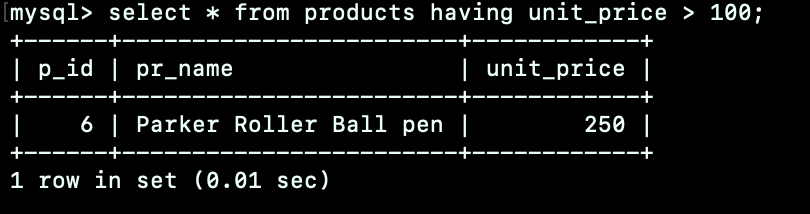 mysql> select * from products having unit_price > 100;
+------+-------------------------+------------+
| p_id | pr_name                 | unit_price |
+------+-------------------------+------------+
|    6 | Parker Roller Ball pen  |        250 |
+------+-------------------------+------------+
1 row in set (0.01 sec)